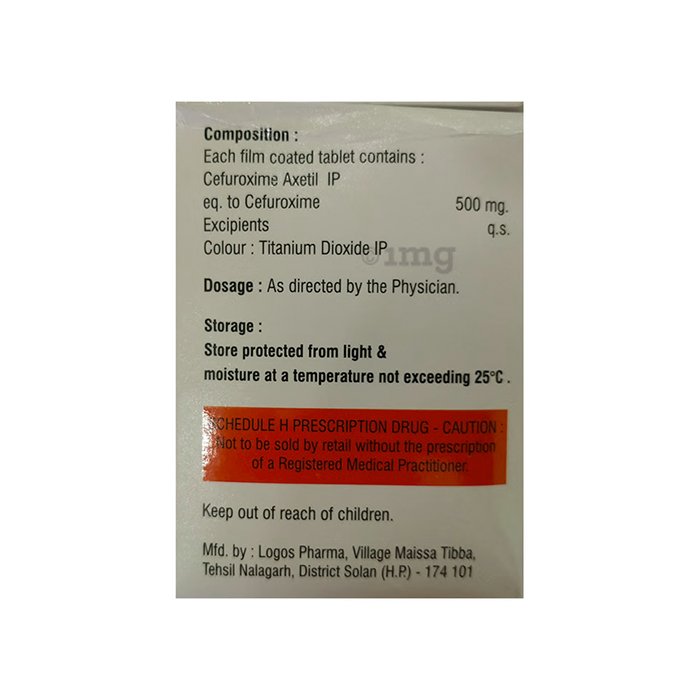 Composition :
Each film coated tablet contains :
Cefuroxime Axetil IP
eq. to Cefuroxime 500 mg.
Excipients q.s.
Colour : Titanium Dioxide IP
©1mg
Dosage : As directed by the Physician.
Storage :
Store protected from light &
moisture at a temperature not exceeding 25°C .
SCHEDULE H PRESCRIPTION DRUG - CAUTION :
Not to be sold by retail without the prescription
of a Registered Medical Practitioner.
Keep out of reach of children.
Mfd. by : Logos Pharma, Village Maissa Tibba,
Tehsil Nalagarh, District Solan (H.P.) - 174 101